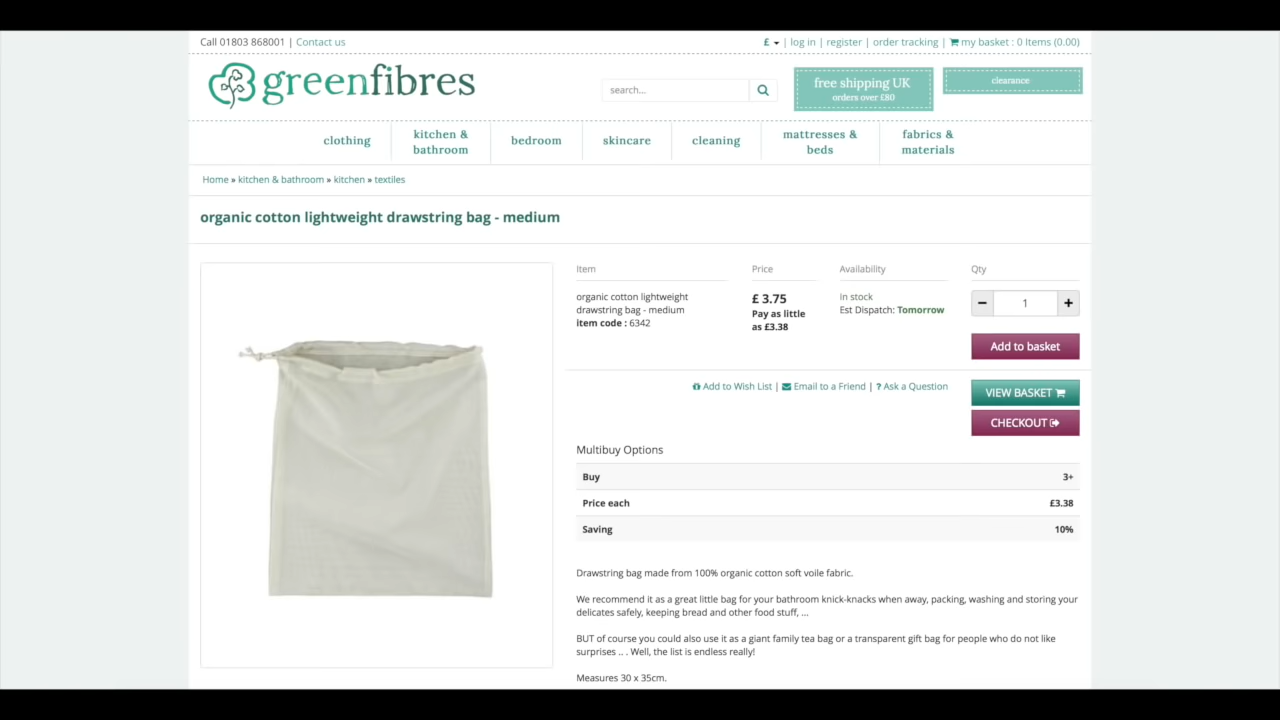 Call 01803 868001 | Contact us
£ | log in | register | order tracking | my basket : 0 Items (0.00)
greenfibres
search...
free shipping UK
orders over £80
clearance
clothing
kitchen &
bathroom
bedroom
skincare
cleaning
mattresses &
beds
fabrics &
materials
Home » kitchen & bathroom » kitchen » textiles
organic cotton lightweight drawstring bag - medium
Item
Price
Availability
Qty
organic cotton lightweight
drawstring bag - medium
item code : 6342
£ 3.75
Pay as little
as £3.38
In stock
Est Dispatch: Tomorrow
− 1 +
Add to basket
Add to Wish List | Email to a Friend | ? Ask a Question
VIEW BASKET
CHECKOUT
Multibuy Options
Buy 3+
Price each £3.38
Saving 10%
Drawstring bag made from 100% organic cotton soft voile fabric.
We recommend it as a great little bag for your bathroom knick-knacks when away, packing, washing and storing your
delicates safely, keeping bread and other food stuff, ...
BUT of course you could also use it as a giant family tea bag or a transparent gift bag for people who do not like
surprises .. . Well, the list is endless really!
Measures 30 x 35cm.